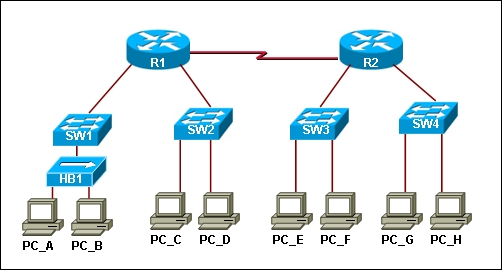 R1
R2
SW1
SW2
SW3
SW4
HB1
PC_A
PC_B
PC_C
PC_D
PC_E
PC_F
PC_G
PC_H